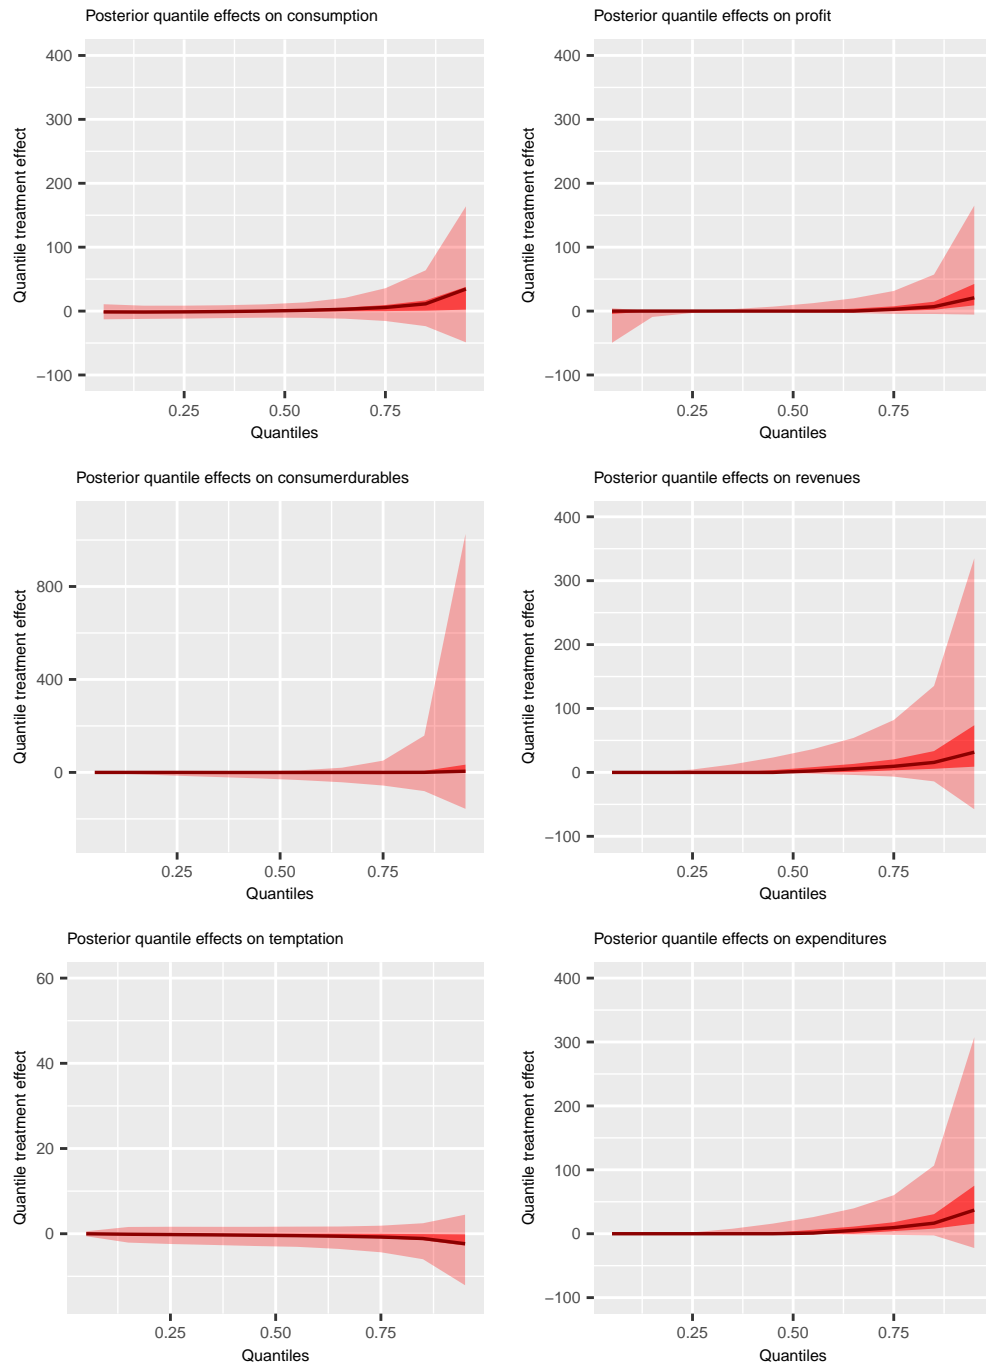 Posterior quantile effects on consumption
Quantile treatment effect
400
300
200
100
0
−100
0.25 0.50 0.75
Quantiles
Posterior quantile effects on profit
Quantile treatment effect
400
300
200
100
0
−100
0.25 0.50 0.75
Quantiles
Posterior quantile effects on consumerdurables
Quantile treatment effect
800
400
0
0.25 0.50 0.75
Quantiles
Posterior quantile effects on revenues
Quantile treatment effect
400
300
200
100
0
−100
0.25 0.50 0.75
Quantiles
Posterior quantile effects on temptation
Quantile treatment effect
60
40
20
0
0.25 0.50 0.75
Quantiles
Posterior quantile effects on expenditures
Quantile treatment effect
400
300
200
100
0
−100
0.25 0.50 0.75
Quantiles